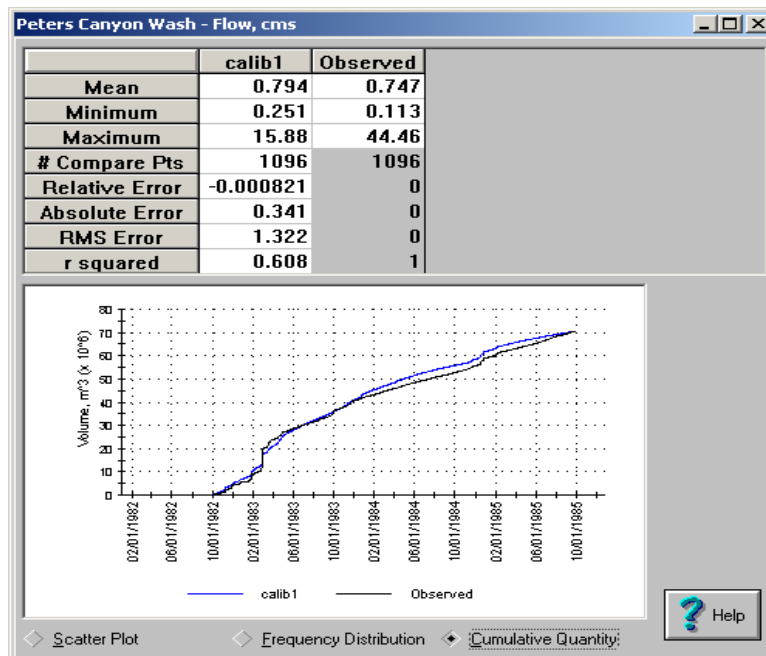 Peters Canyon Wash - Flow, cms
calib1 Observed
Mean 0.794 0.747
Minimum 0.251 0.113
Maximum 15.88 44.46
# Compare Pts 1096 1096
Relative Error -0.000821 0
Absolute Error 0.341 0
RMS Error 1.322 0
r squared 0.608 1
Volume, m^3 (x 10^6)
80
70
60
50
40
30
20
10
0
02/01/1982
06/01/1982
10/01/1982
02/01/1983
06/01/1983
10/01/1983
02/01/1984
06/01/1984
10/01/1984
02/01/1985
06/01/1985
10/01/1985
calib1 Observed
? Help
Scatter Plot Frequency Distribution Cumulative Quantity